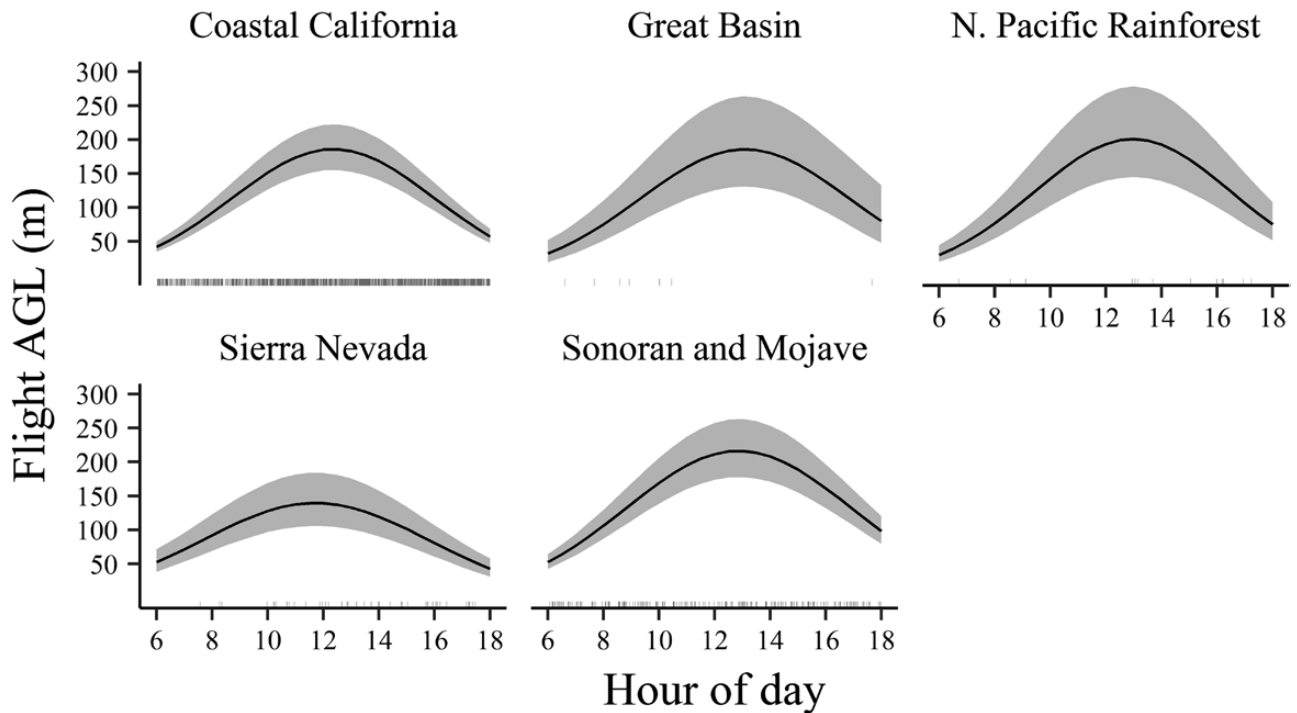 Coastal California
Great Basin
N. Pacific Rainforest
300
250
200
150
100
50
6 8 10 12 14 16 18
Sierra Nevada
Sonoran and Mojave
300
250
200
150
100
50
6 8 10 12 14 16 18
6 8 10 12 14 16 18
Flight AGL (m)
Hour of day